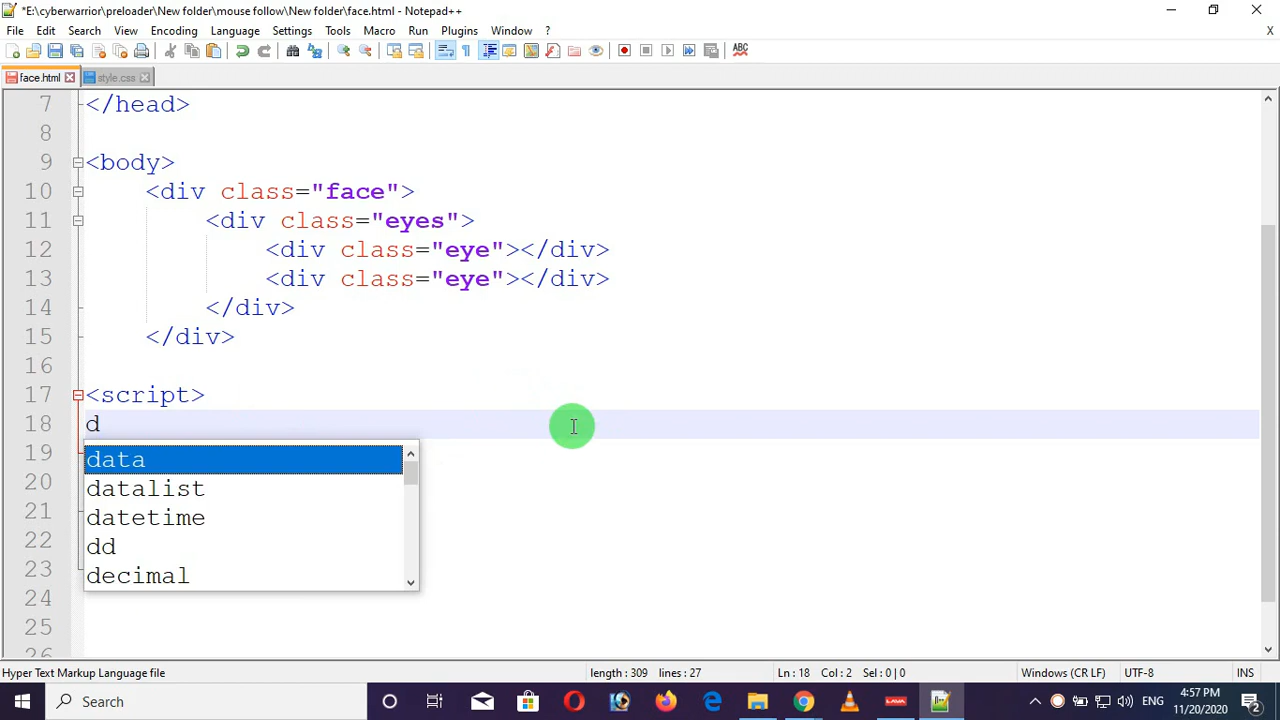 *E:\cyberwarrior\preloader\New folder\mouse follow\New folder\face.html - Notepad++
File Edit Search View Encoding Language Settings Tools Macro Run Plugins Window ? X
ABC
face.html style.css
7 </head>
8
9 <body>
10 <div class="face">
11 <div class="eyes">
12 <div class="eye"></div>
13 <div class="eye"></div>
14 </div>
15 </div>
16
17 <script>
18 d
19 data
20 datalist
21 datetime
22 dd
23 decimal
24
25
26
Hyper Text Markup Language file length : 309 lines : 27 Ln : 18 Col : 2 Sel : 0 | 0 Windows (CR LF) UTF-8 INS
Search LAVA ENG 4:57 PM
11/20/2020 2